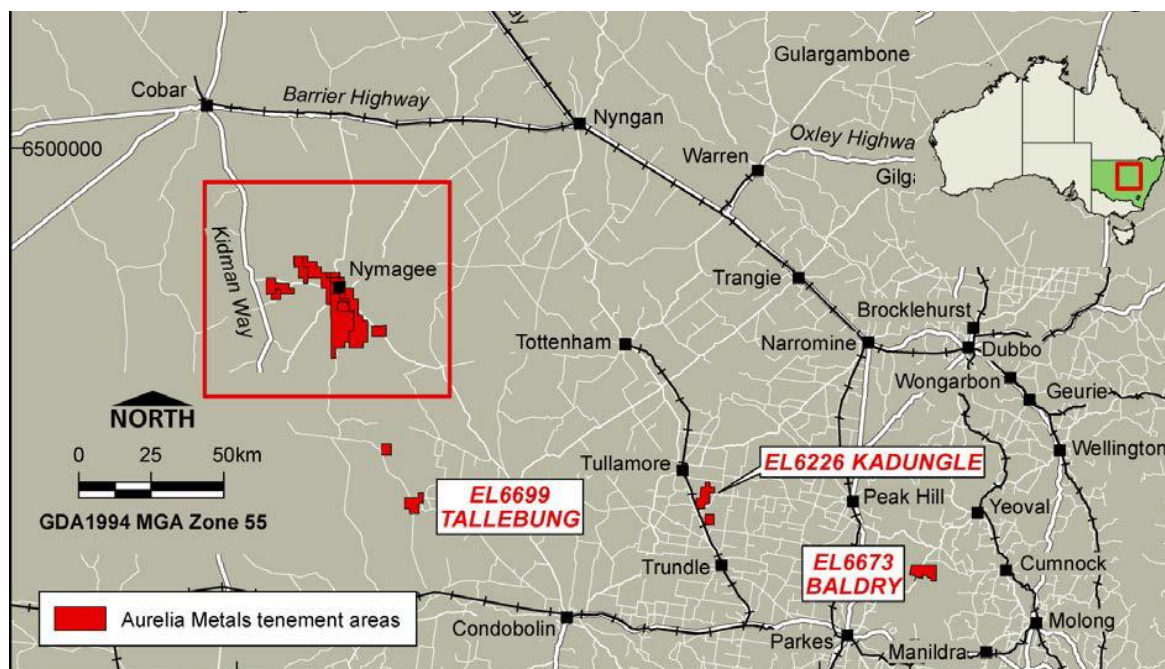 Gulargambone
Cobar
Barrier Highway
Nyngan
6500000
Oxley Highwa
Warren
Gilga
Kidman Way
Nymagee
Trangie
Brocklehurst
Tottenham
Narromine
Dubbo
Wongarbon
Geurie
NORTH
0 25 50km
GDA1994 MGA Zone 55
Wellington
Tullamore
EL6226 KADUNGLE
EL6699
TALLEBUNG
Peak Hill
Yeoval
EL6673
BALDRY
Trundle
Cumnock
Aurelia Metals tenement areas
Condobolin
Parkes
Molong
Manildra